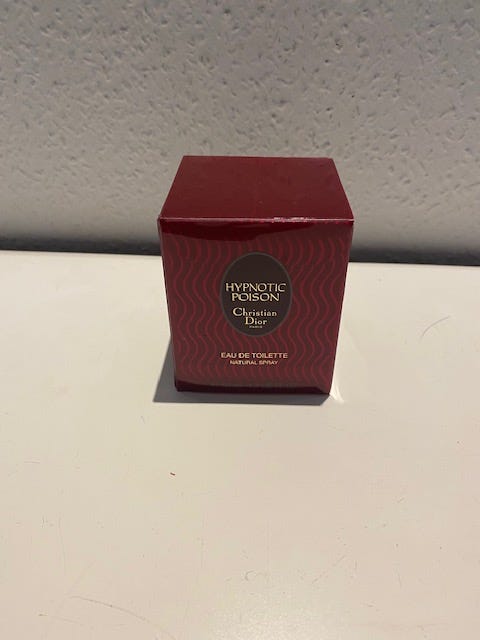 HYPNOTIC
POISON
Christian
Dior
PARIS
EAU DE TOILETTE
NATURAL SPRAY